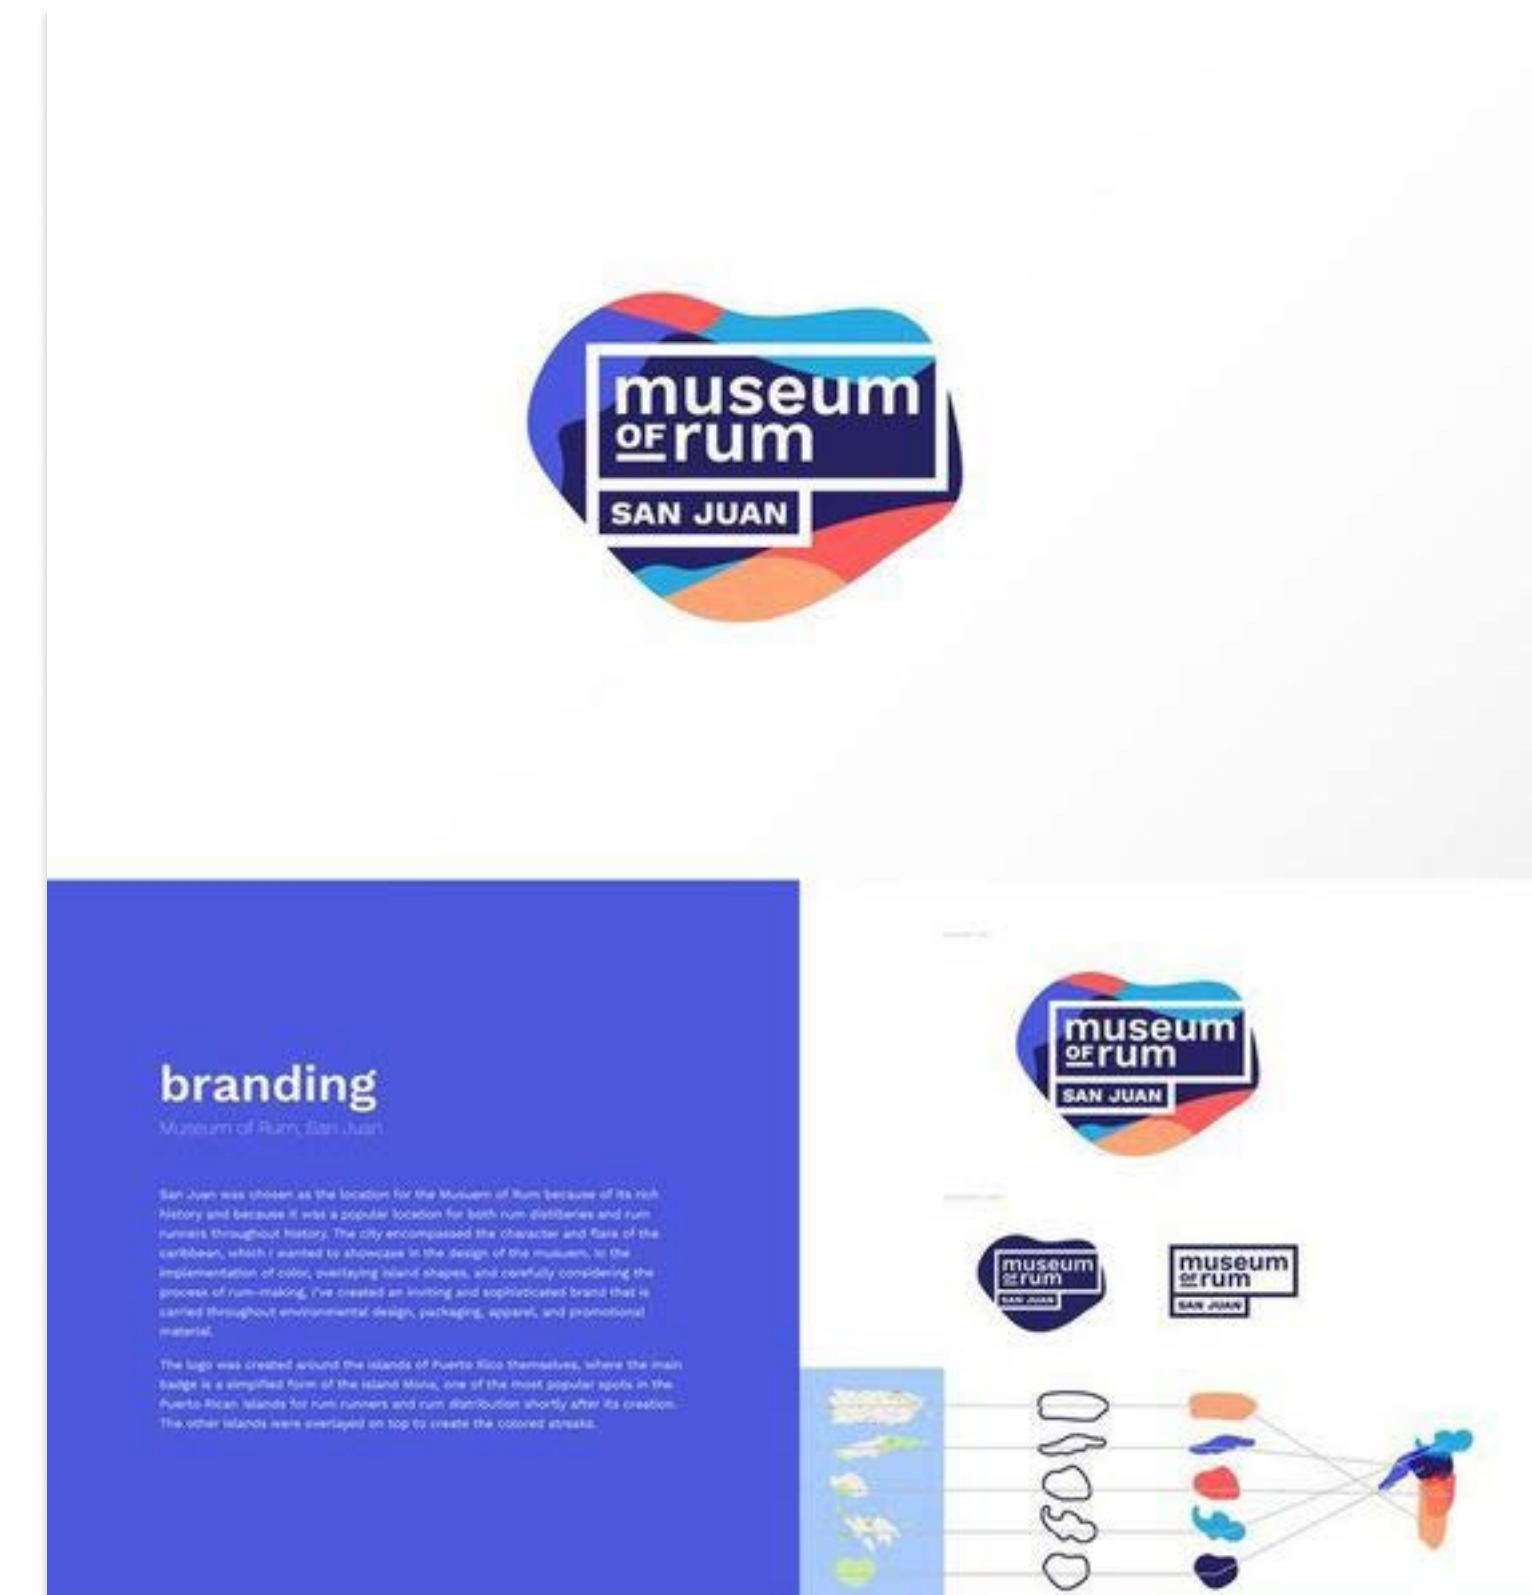 museum
OF rum
SAN JUAN
branding
Museum of Rum, San Juan
San Juan was chosen as the location for the Musuem of Rum because of its rich
history and because it was a popular location for both rum distilleries and rum
runners throughout history. The city encompassed the character and flare of the
caribbean, which I wanted to showcase in the design of the musuem. In the
implementation of color, overlaying island shapes, and carefully considering the
process of rum-making, I've created an inviting and sophisticated brand that is
carried throughout environmental design, packaging, apparel, and promotional
material.
The logo was created around the islands of Puerto Rico themselves, where the main
badge is a simplified form of the island Mona, one of the most popular spots in the
Puerto Rican islands for rum runners and rum distribution shortly after its creation.
The other islands were overlayed on top to create the colored streaks.
museum
OF rum
SAN JUAN
museum
OF rum
SAN JUAN
museum
OF rum
SAN JUAN